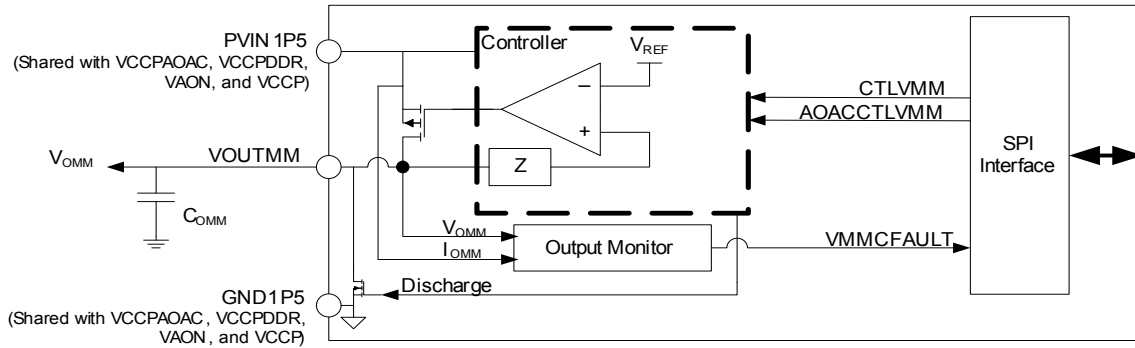 PVIN 1P5
(Shared with VCCPAOAC, VCCPDDR,
VAON, and VCCP)
Controller
VREF
−
+
Z
CTLVMM
AOACCTLVMM
SPI
Interface
VOMM
VOUTMM
COMM
VOMM
IOMM
Output Monitor
VMMCFAULT
Discharge
GND1P5
(Shared with VCCPAOAC, VCCPDDR,
VAON, and VCCP)